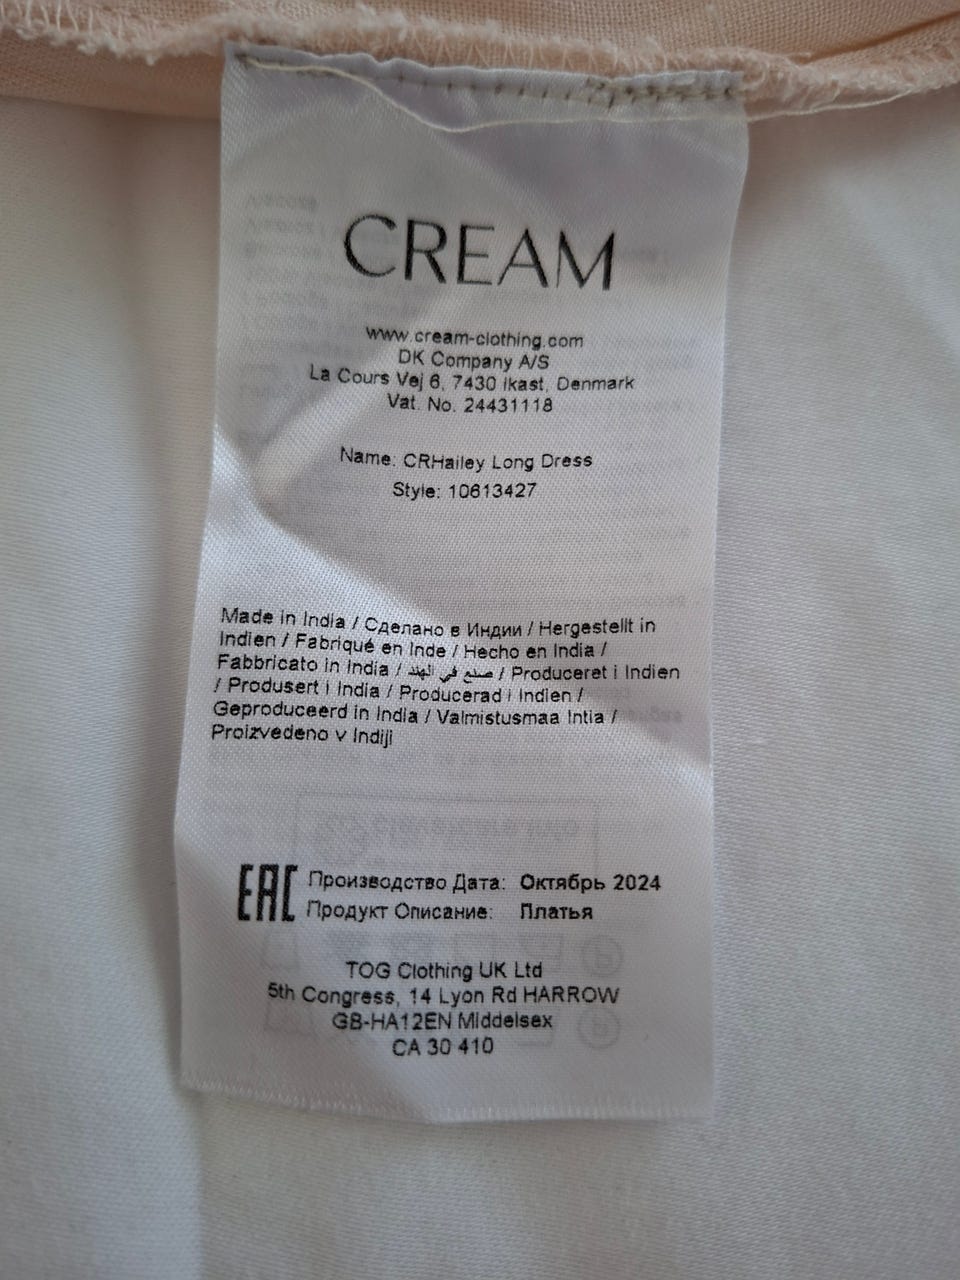 CREAM
www.cream-clothing.com
DK Company A/S
La Cours Vej 6, 7430 Ikast, Denmark
Vat. No. 24431118
Name: CRHailey Long Dress
Style: 10613427
Made in India / Сделано в Индии / Hergestellt in
Indien / Fabriqué en Inde / Hecho en India /
Fabbricato in India / صنع في الهند / Produceret i Indien
/ Produsert i India / Producerad i Indien /
Geproduceerd in India / Valmistusmaa Intia /
Proizvedeno v Indiji
EAC Производство Дата: Октябрь 2024
Продукт Описание: Платья
TOG Clothing UK Ltd
5th Congress, 14 Lyon Rd HARROW
GB-HA12EN Middelsex
CA 30 410